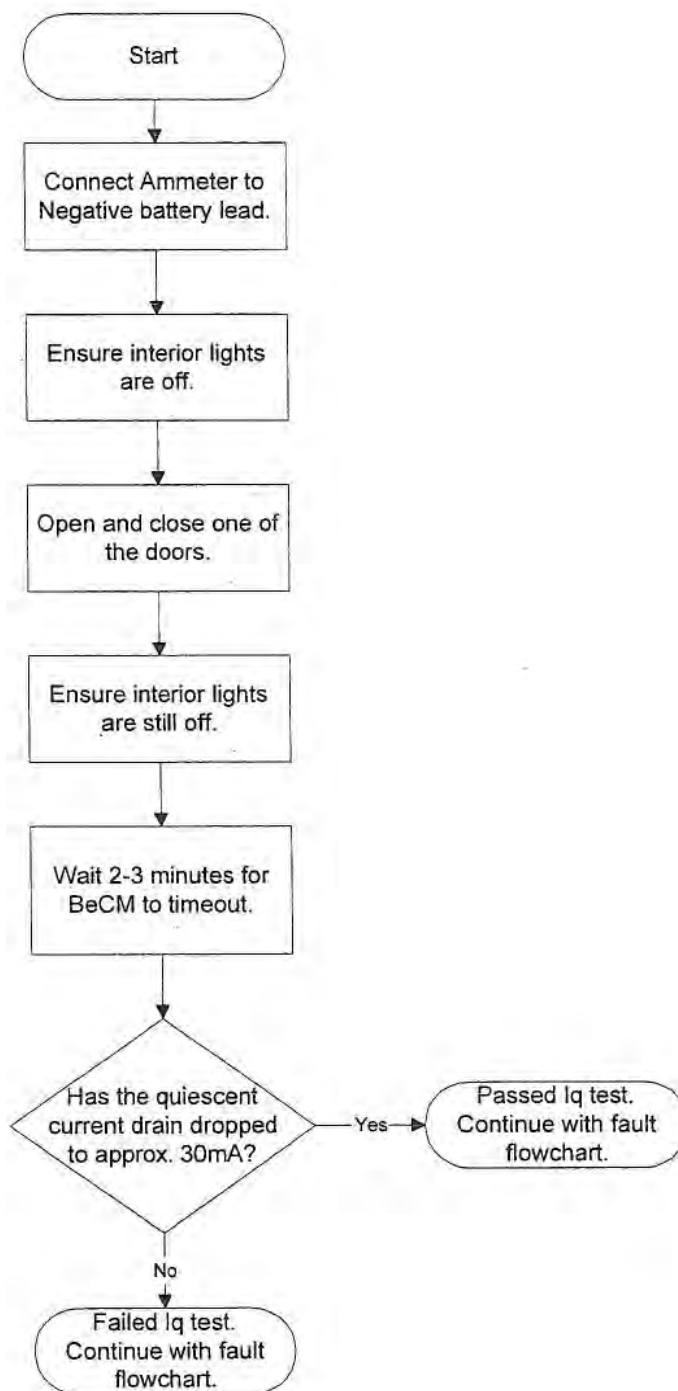 Start
Connect Ammeter to
Negative battery lead.
Ensure interior lights
are off.
Open and close one of
the doors.
Ensure interior lights
are still off.
Wait 2-3 minutes for
BeCM to timeout.
Has the quiescent
current drain dropped
to approx. 30mA?
Yes
Passed Iq test.
Continue with fault
flowchart.
No
Failed Iq test.
Continue with fault
flowchart.